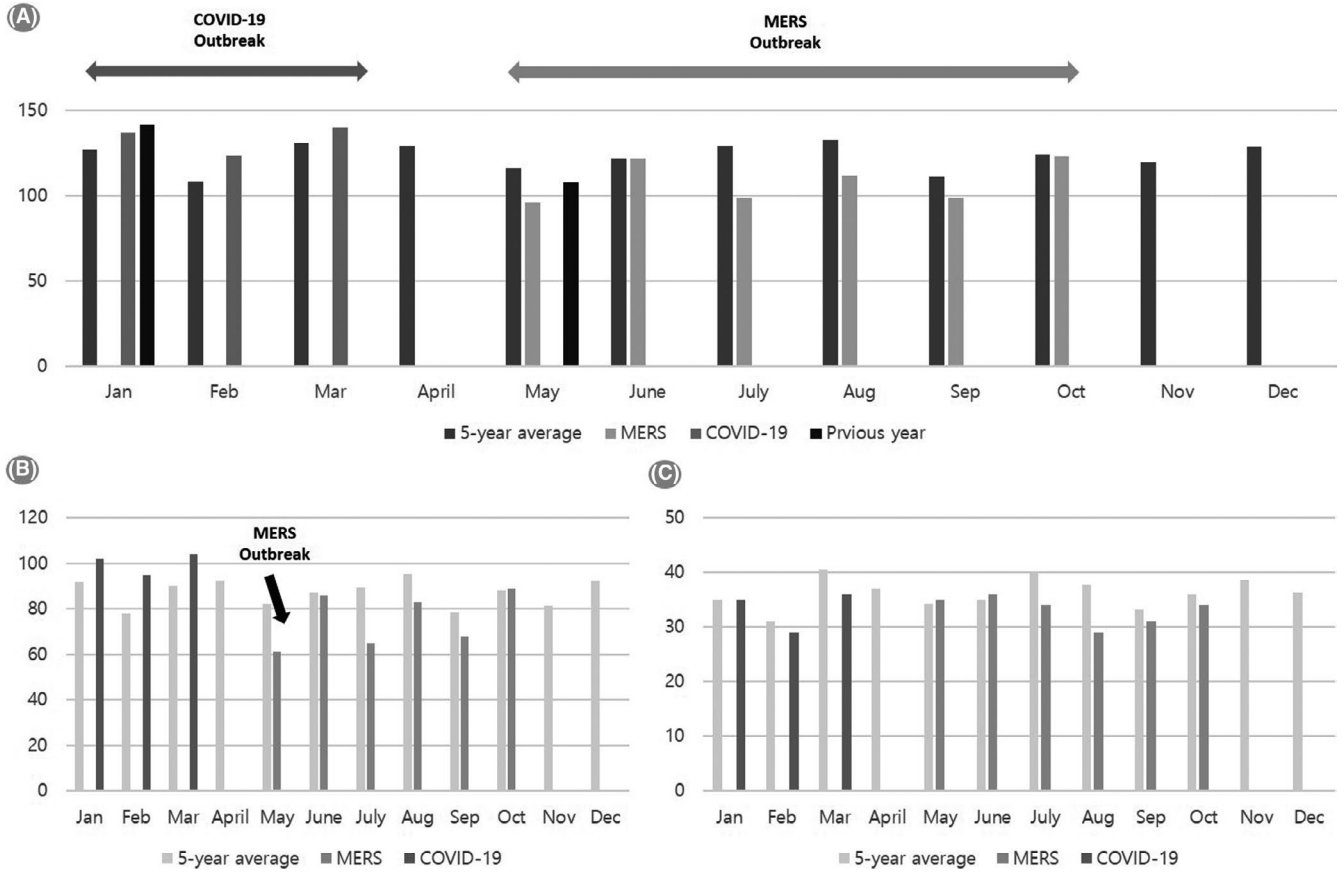 (A)
COVID-19
Outbreak
MERS
Outbreak
150
100
50
0
Jan Feb Mar April May June July Aug Sep Oct Nov Dec
5-year average MERS COVID-19 Prvious year
(B)
120
100
80
60
40
20
0
MERS
Outbreak
Jan Feb Mar April May June July Aug Sep Oct Nov Dec
5-year average MERS COVID-19
(C)
50
40
30
20
10
0
Jan Feb Mar April May June July Aug Sep Oct Nov Dec
5-year average MERS COVID-19